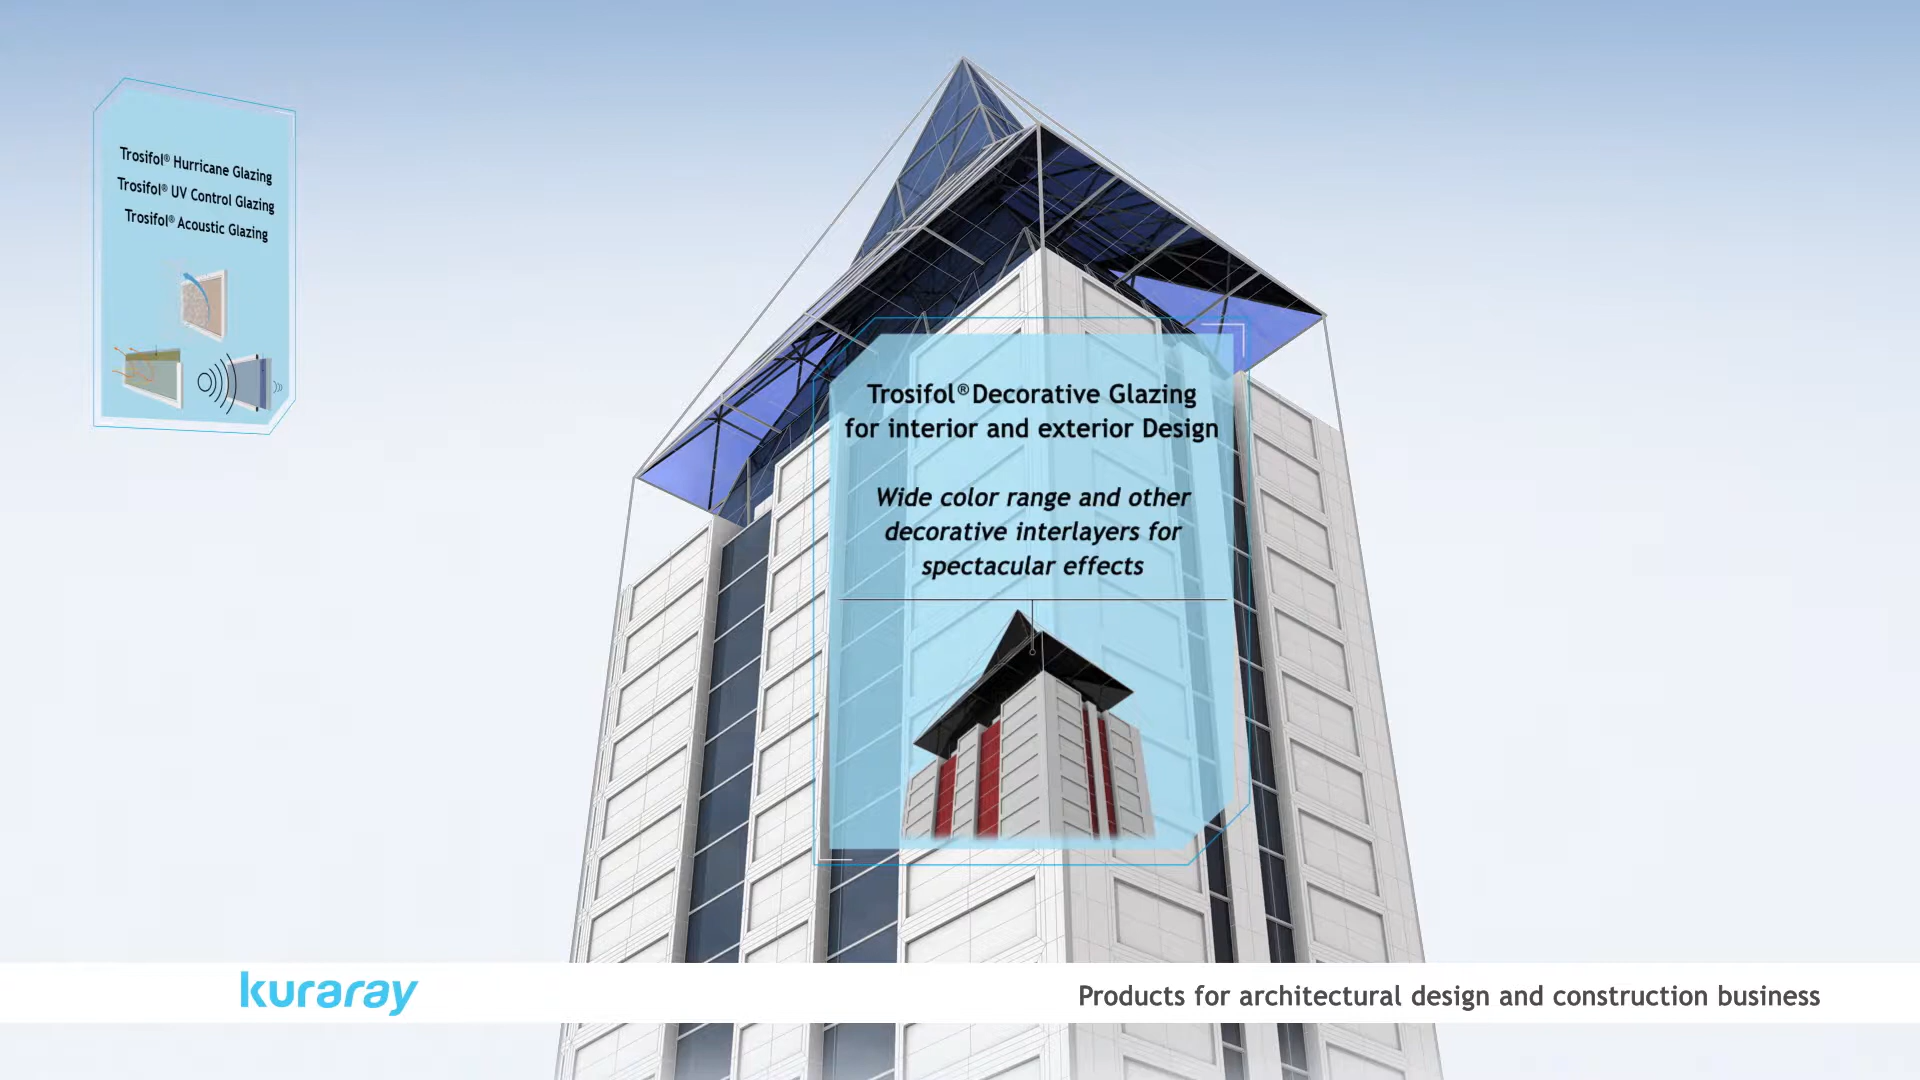 Trosifol® Hurricane Glazing
Trosifol® UV Control Glazing
Trosifol® Acoustic Glazing
Trosifol® Decorative Glazing
for interior and exterior Design
Wide color range and other
decorative interlayers for
spectacular effects
kuraray
Products for architectural design and construction business